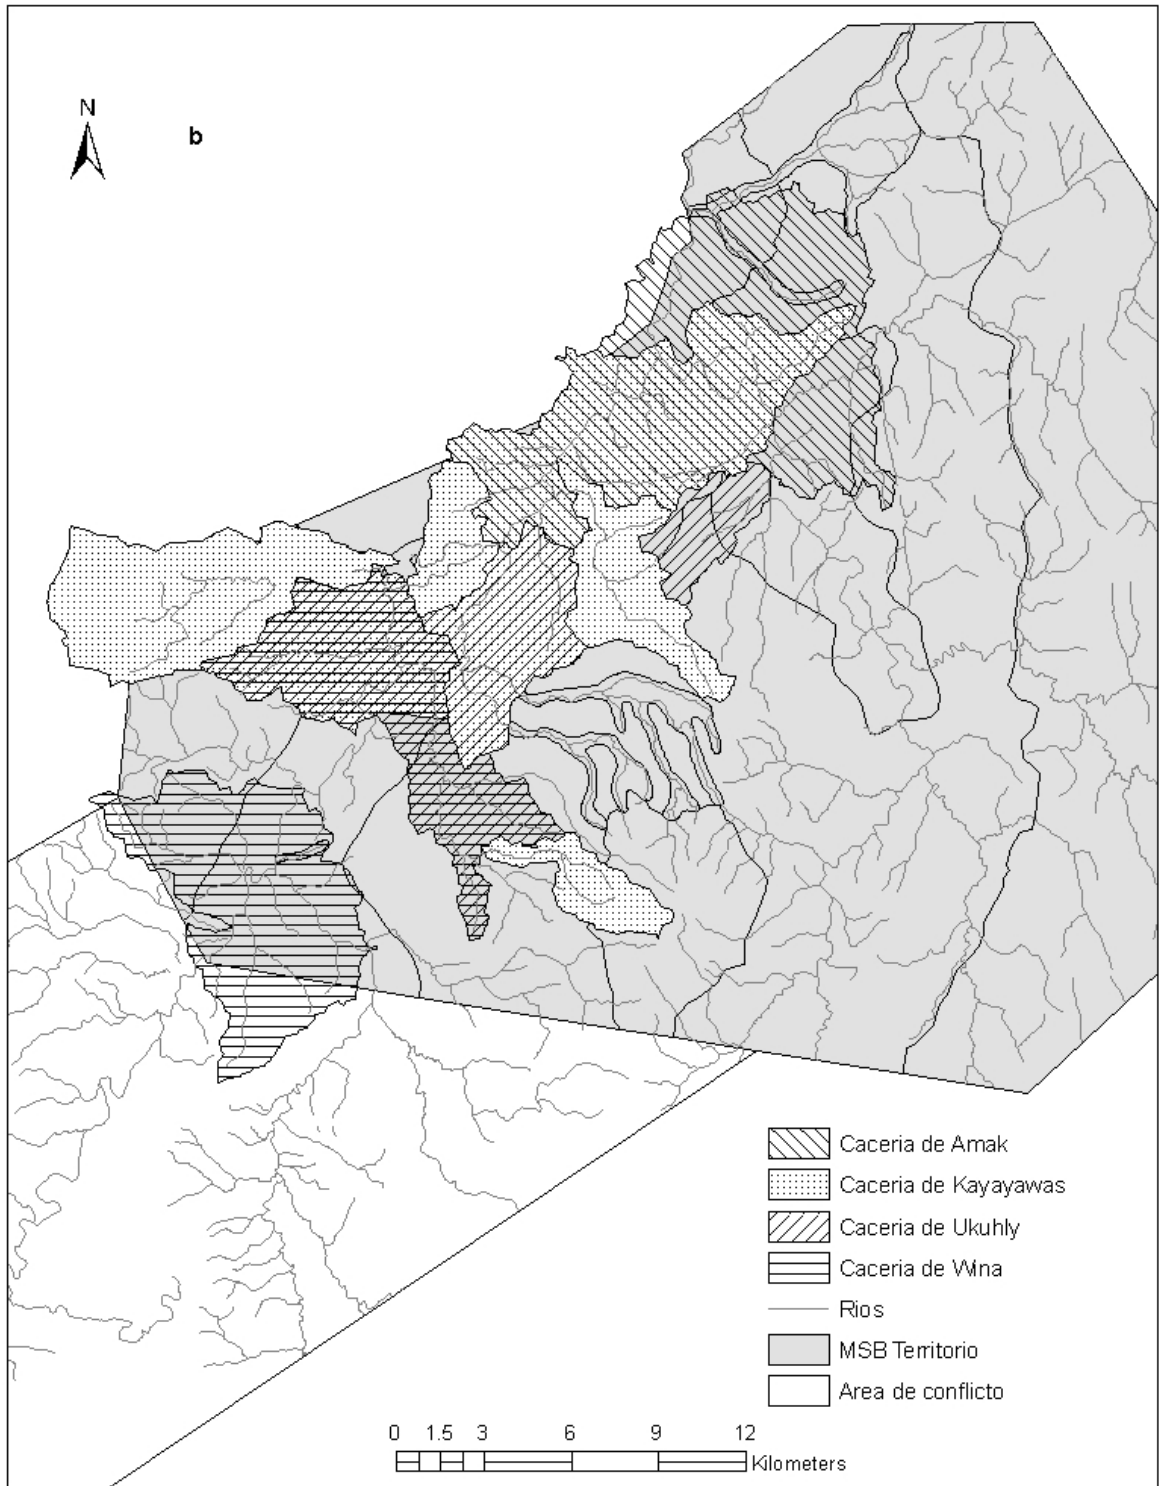 N
b
Caceria de Amak
Caceria de Kayayawas
Caceria de Ukuhly
Caceria de Wina
Rios
MSB Territorio
Area de conflicto
0 1.5 3 6 9 12
Kilometers